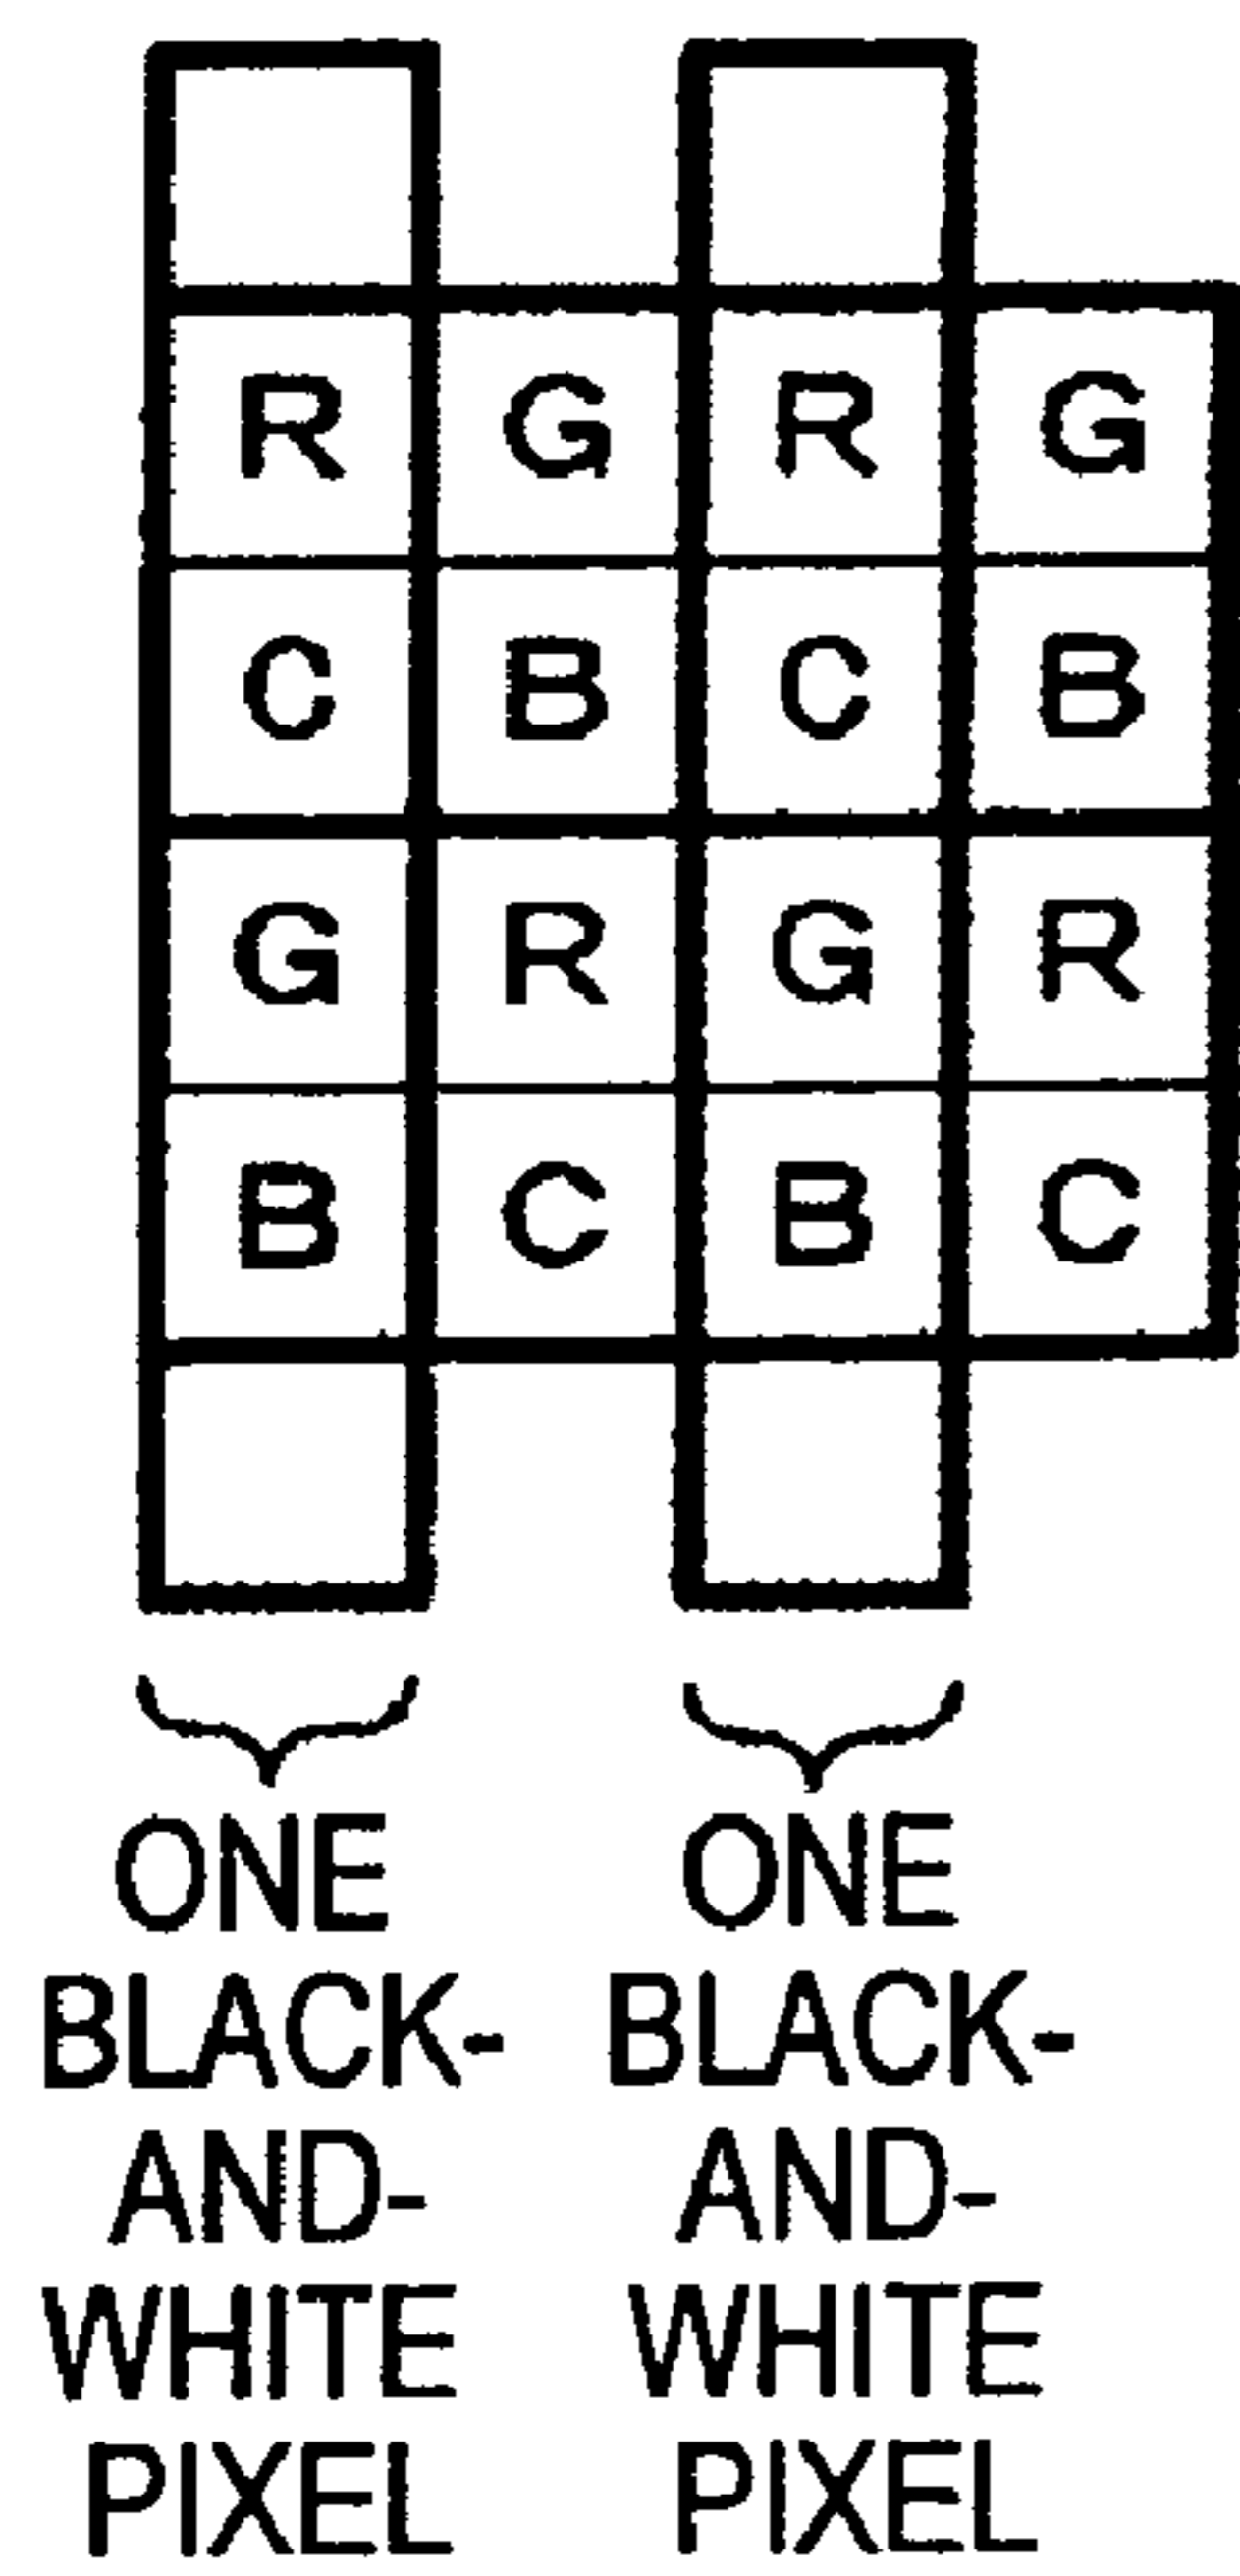 R G R G
C B C B
G R G R
B C B C
ONE ONE
BLACK- BLACK-
AND- AND-
WHITE WHITE
PIXEL PIXEL